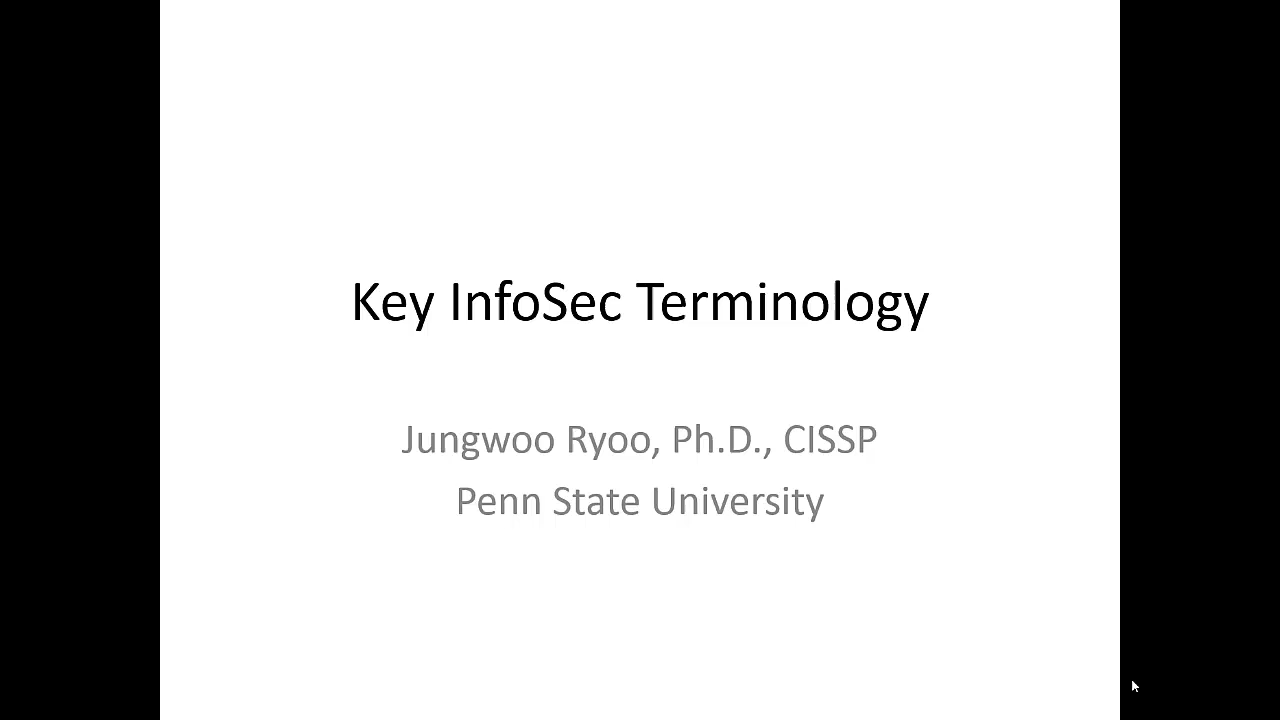 Key InfoSec Terminology
Jungwoo Ryoo, Ph.D., CISSP
Penn State University